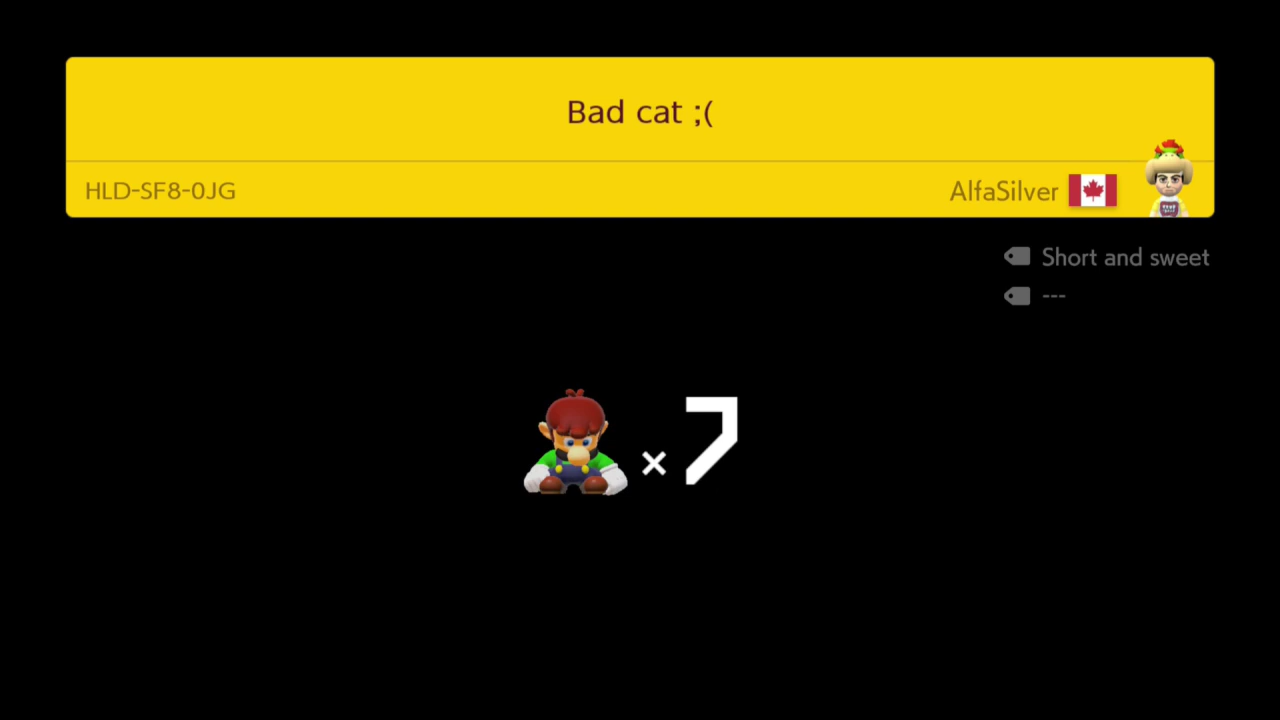 Bad cat ;(
HLD-SF8-0JG
AlfaSilver
Short and sweet
---
× 7